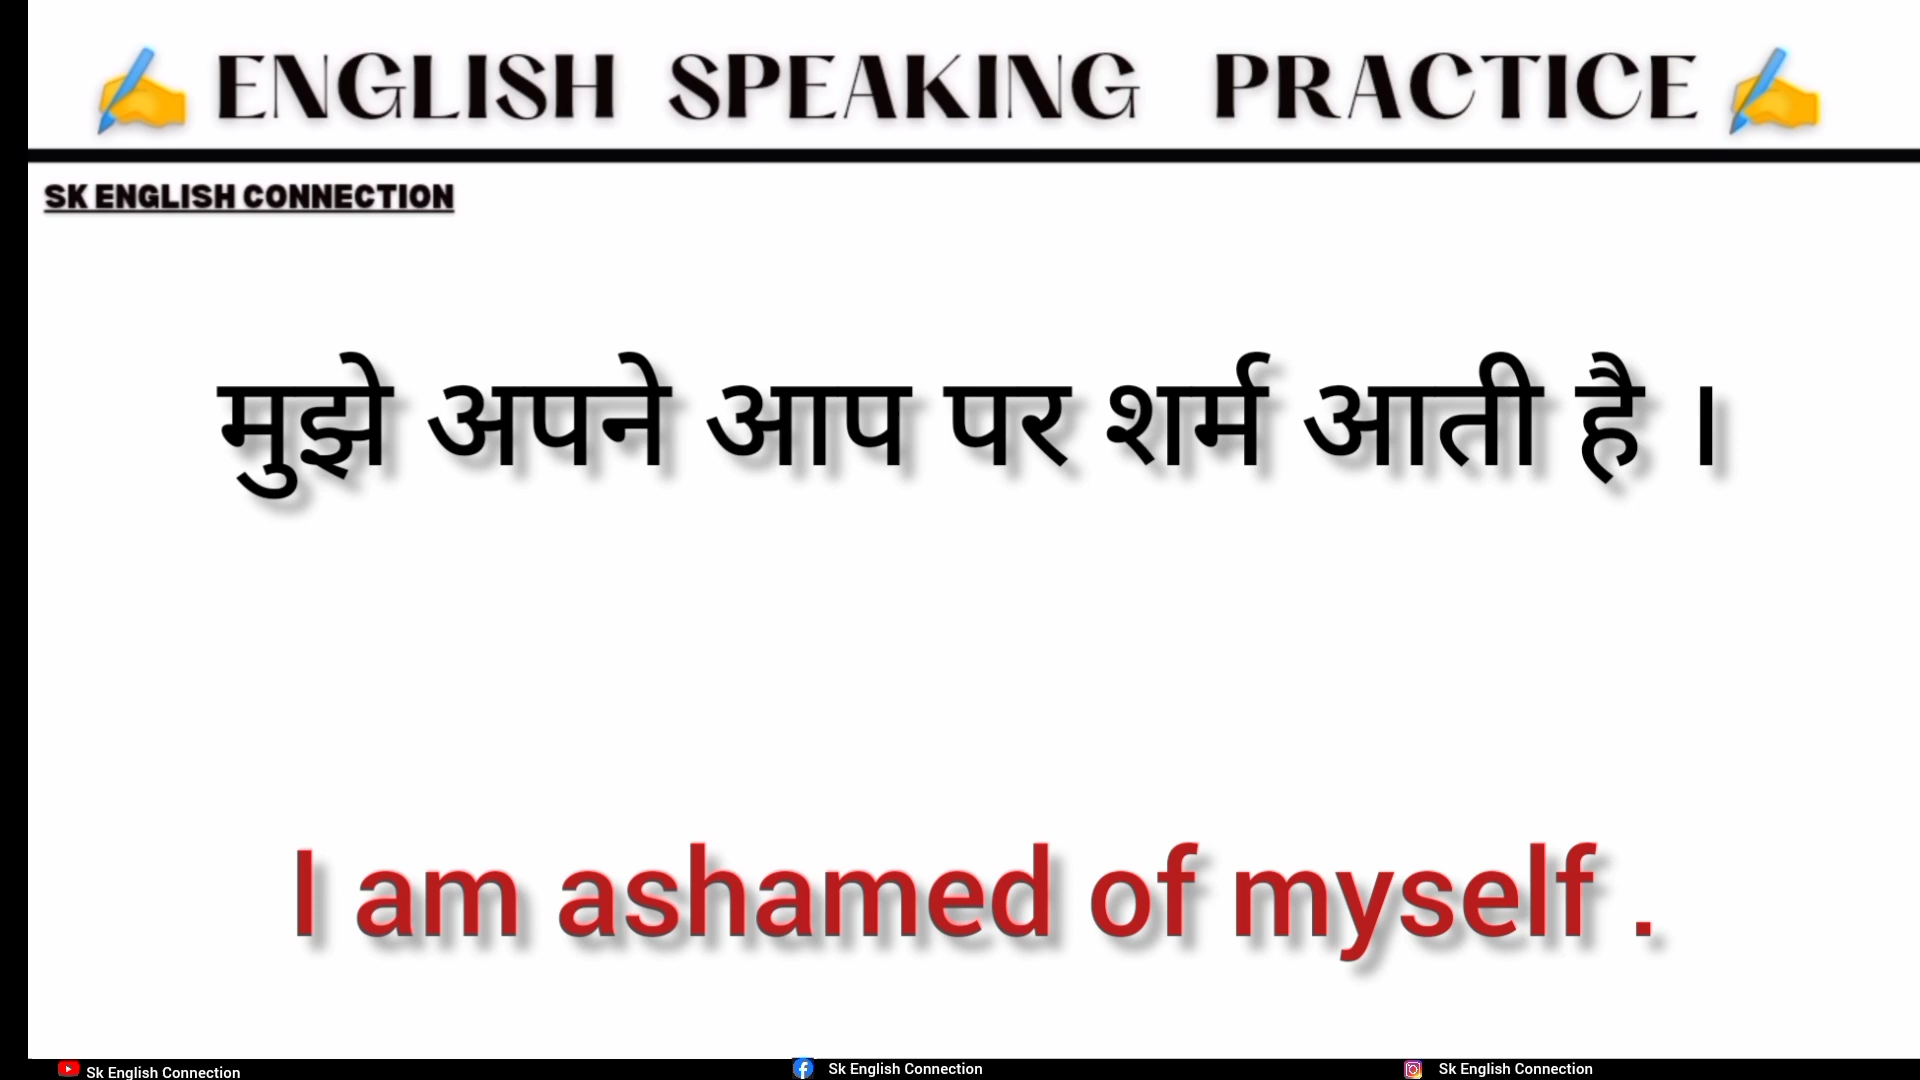 ✍️ ENGLISH SPEAKING PRACTICE ✍️
SK ENGLISH CONNECTION
मुझे अपने आप पर शर्म आती है ।
I am ashamed of myself .
Sk English Connection
Sk English Connection
Sk English Connection